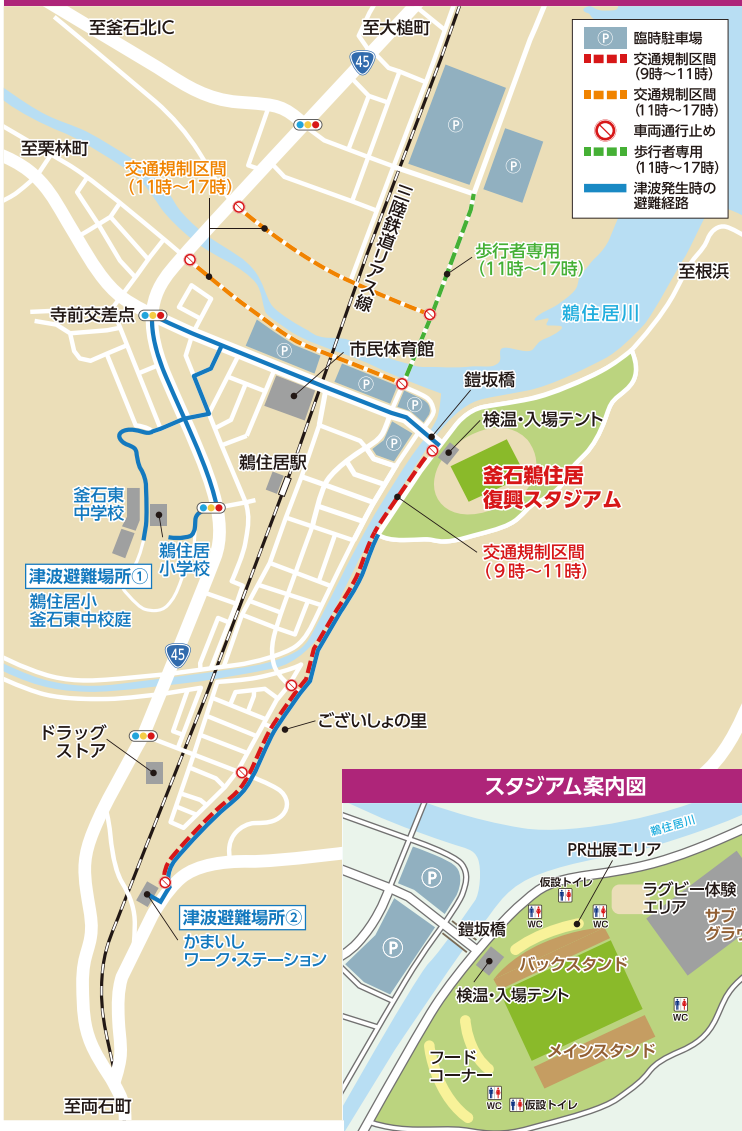 至釜石北IC
至大槌町
45
至栗林町
交通規制区間
(11時〜17時)
三陸鉄道リアス線
P
P
臨時駐車場
P
交通規制区間
(9時〜11時)
交通規制区間
(11時〜17時)
車両通行止め
歩行者専用
(11時〜17時)
津波発生時の
避難経路
歩行者専用
(11時〜17時)
至根浜
鵜住居川
寺前交差点
P
市民体育館
P
P
P
鎧坂橋
検温・入場テント
釜石鵜住居
復興スタジアム
鵜住居駅
釜石東
中学校
鵜住居
小学校
交通規制区間
(9時〜11時)
津波避難場所①
鵜住居小
釜石東中校庭
45
ございしょの里
ドラッグ
ストア
津波避難場所②
かまいし
ワーク・ステーション
至両石町
スタジアム案内図
鵜住居川
PR出展エリア
P
仮設トイレ
WC
WC
ラグビー体験
エリア
サブ
鎧坂橋
P
バックスタンド
検温・入場テント
WC
メインスタンド
フード
コーナー
WC
仮設トイレ